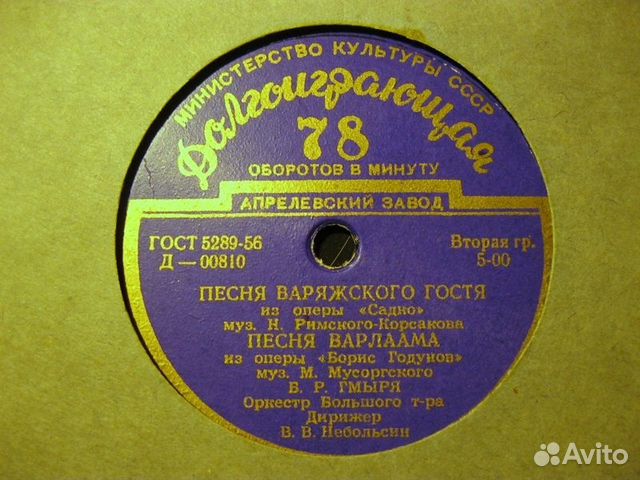 МИНИСТЕРСТВО КУЛЬТУРЫ СССР
Долгоиграющая
78
ОБОРОТОВ В МИНУТУ
АПРЕЛЕВСКИЙ ЗАВОД
ГОСТ 5289-56
Д—00810
Вторая гр.
5-00
ПЕСНЯ ВАРЯЖСКОГО ГОСТЯ
из оперы «Садко»
муз. Н. Римского-Корсакова
ПЕСНЯ ВАРЛААМА
из оперы «Борис Годунов»
муз. М. Мусоргского
Б. Р. ГМЫРЯ
Оркестр Большого т-ра
Дирижер
В. В. Небольсин
Avito